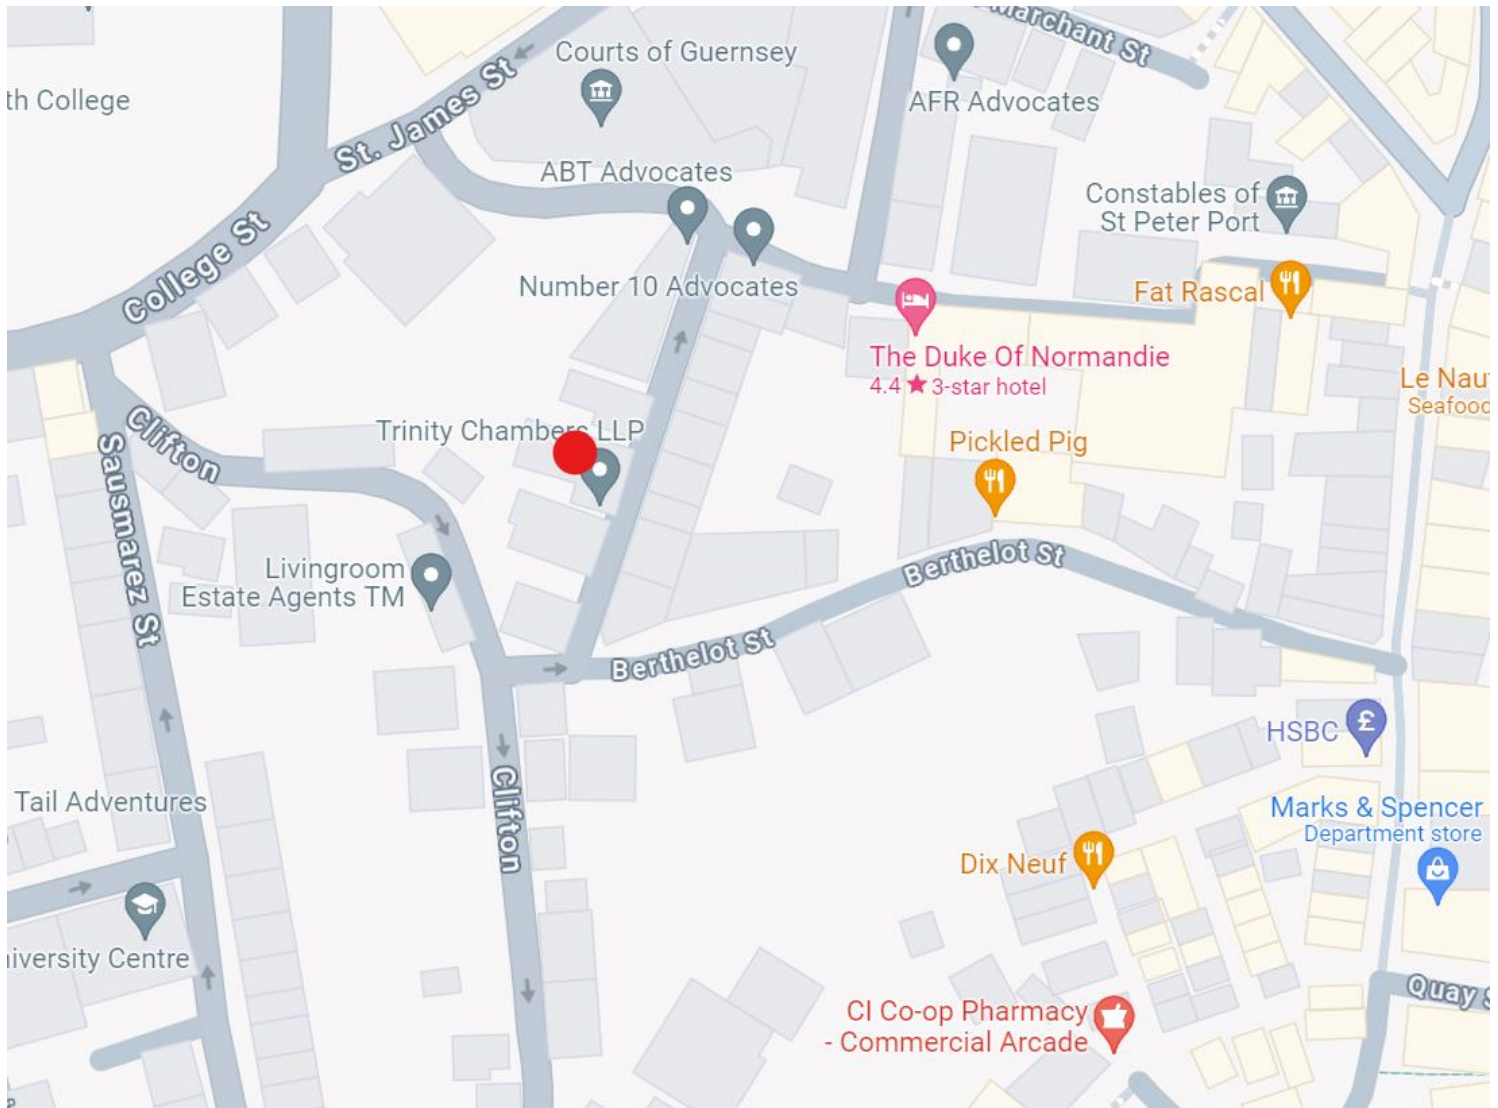 Marchant St
Courts of Guernsey
th College
AFR Advocates
St. James St
ABT Advocates
Constables of
St Peter Port
College St
Number 10 Advocates
Fat Rascal
The Duke Of Normandie
4.4 ★ 3-star hotel
Le Nau
Seafood
Clifton
Trinity Chambers LLP
Pickled Pig
Sausmarez St
Livingroom
Estate Agents TM
Berthelot St
Berthelot St
HSBC
Clifton
Tail Adventures
Marks & Spencer
Department store
Dix Neuf
iversity Centre
Quay S
CI Co-op Pharmacy
- Commercial Arcade